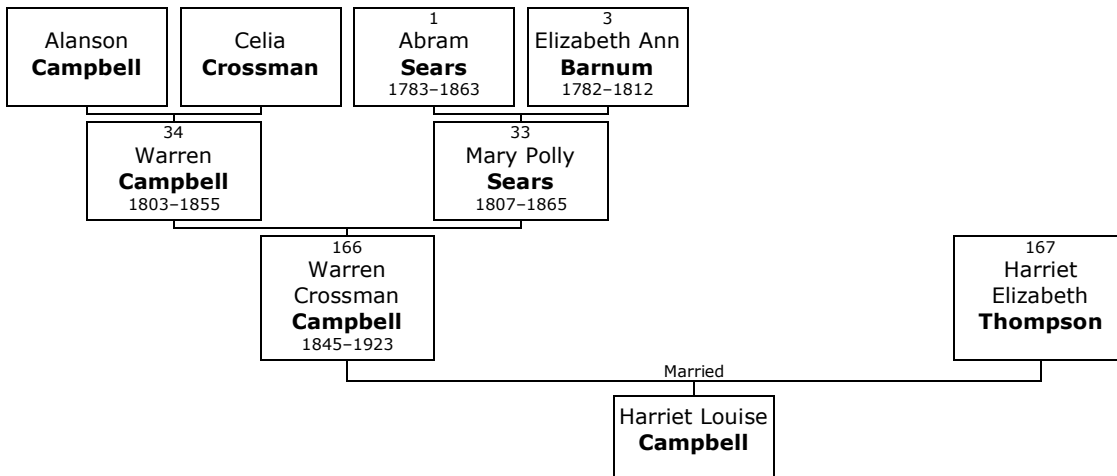 Alanson
Campbell
Celia
Crossman
1
Abram
Sears
1783–1863
3
Elizabeth Ann
Barnum
1782–1812
34
Warren
Campbell
1803–1855
33
Mary Polly
Sears
1807–1865
166
Warren
Crossman
Campbell
1845–1923
167
Harriet
Elizabeth
Thompson
Married
Harriet Louise
Campbell